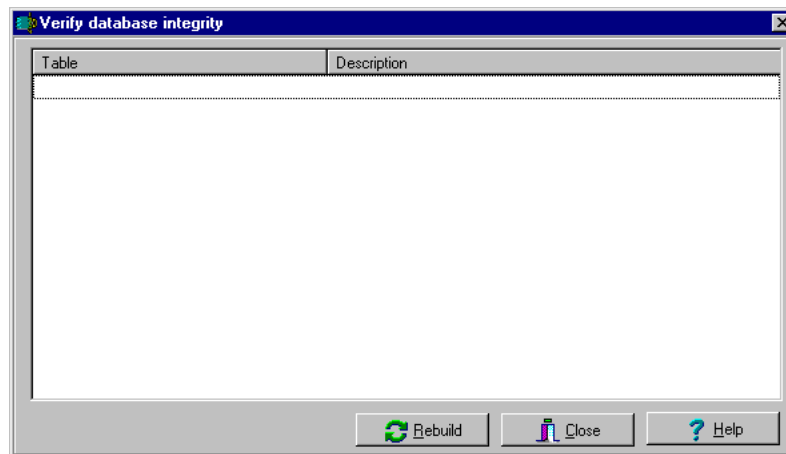 Verify database integrity
Table Description
Rebuild Close Help